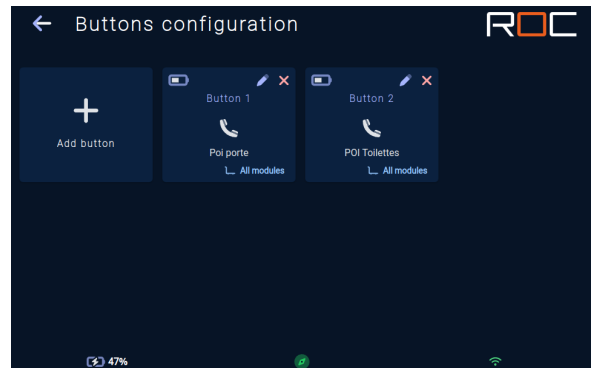 Buttons configuration
ROC
Add button
Button 1
Poi porte
All modules
Button 2
POI Toilettes
All modules
47%